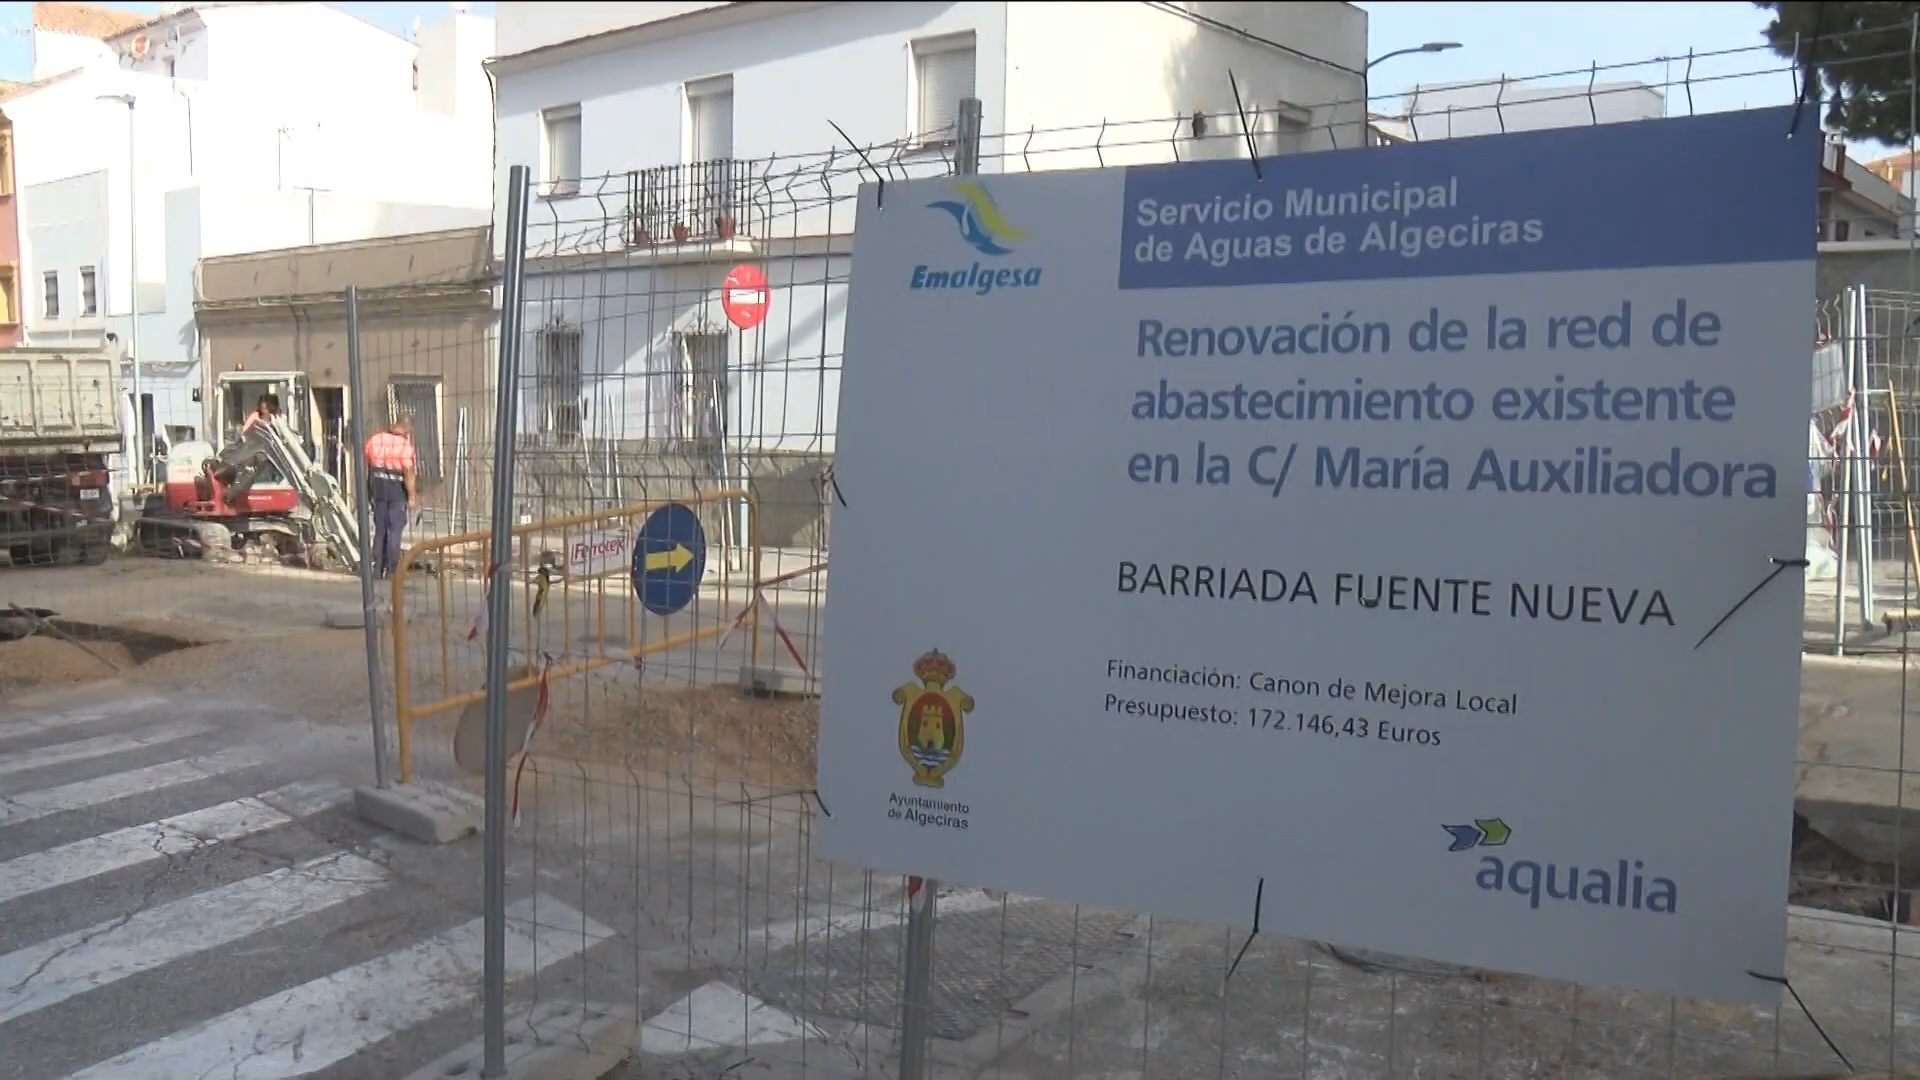 Emalgesa
Servicio Municipal
de Aguas de Algeciras
Renovación de la red de
abastecimiento existente
en la C/ María Auxiliadora
BARRIADA FUENTE NUEVA
Financiación: Canon de Mejora Local
Presupuesto: 172.146,43 Euros
Ayuntamiento
de Algeciras
aqualia
Ferrotex